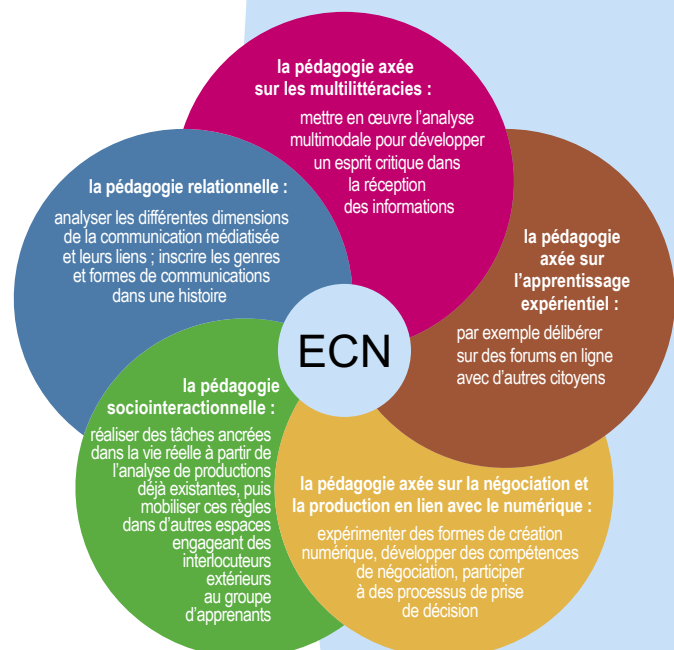 la pédagogie axée
sur les multilittéracies :
mettre en œuvre l'analyse
multimodale pour développer
un esprit critique dans
la réception
des informations
la pédagogie relationnelle :
analyser les différentes dimensions
de la communication médiatisée
et leurs liens ; inscrire les genres
et formes de communications
dans une histoire
la pédagogie
axée sur
l'apprentissage
expérientiel :
par exemple délibérer
sur des forums en ligne
avec d'autres citoyens
ECN
la pédagogie
sociointeractionnelle :
réaliser des tâches ancrées
dans la vie réelle à partir de
l'analyse de productions
déjà existantes, puis
mobiliser ces règles
dans d'autres espaces
engageant des
interlocuteurs
extérieurs
au groupe
d'apprenants
la pédagogie axée sur la négociation et
la production en lien avec le numérique :
expérimenter des formes de création
numérique, développer des compétences
de négociation, participer
à des processus de prise
de décision